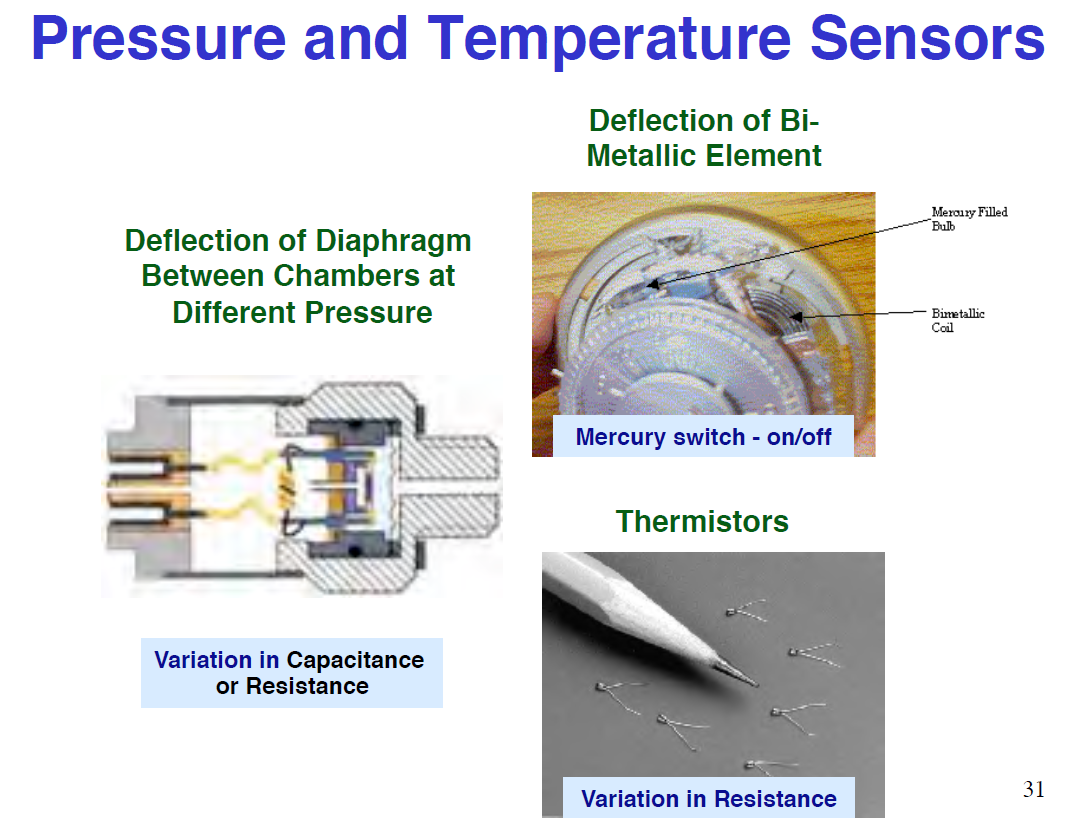 Pressure and Temperature Sensors
Deflection of Bi-
Metallic Element
Mercury Filled
Bulb
Bimetallic
Coil
Mercury switch - on/off
Deflection of Diaphragm
Between Chambers at
Different Pressure
Variation in Capacitance
or Resistance
Thermistors
Variation in Resistance
31